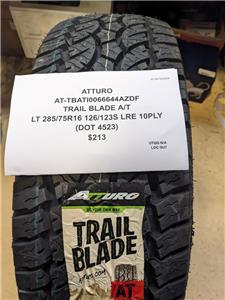 ATTURO
AT-TBATI0066644AZDF
TRAIL BLADE A/T
LT 285/75R16 126/123S LRE 10PLY
(DOT 4523)
$213
UTQG: N/A
ATTURO
TRAIL
BLADE
AT